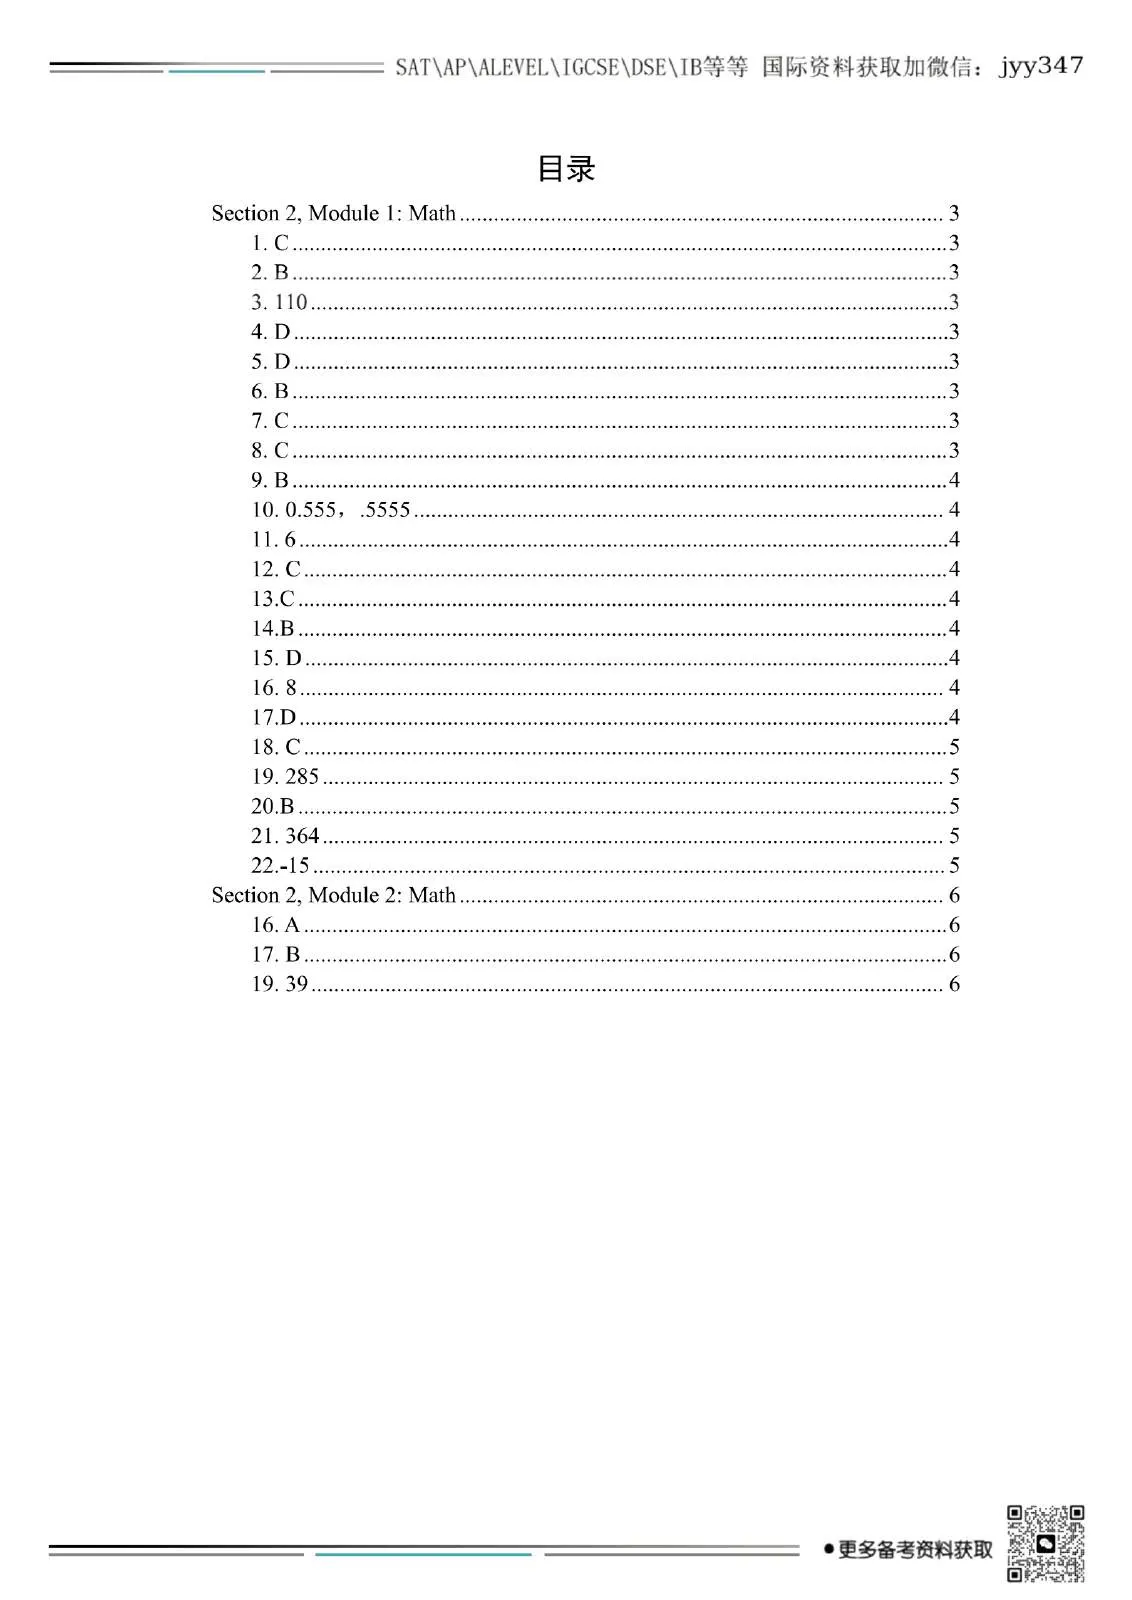 SAT\AP\ALEVEL\IGCSE\DSE\IB等等 国际资料获取加微信：jyy347
目录
Section 2, Module 1: Math 3
1. C 3
2. B 3
3. 110 3
4. D 3
5. D 3
6. B 3
7. C 3
8. C 3
9. B 4
10. 0.555，.5555 4
11. 6 4
12. C 4
13.C 4
14.B 4
15. D 4
16. 8 4
17.D 4
18. C 5
19. 285 5
20.B 5
21. 364 5
22.-15 5
Section 2, Module 2: Math 6
16. A 6
17. B 6
19. 39 6
●更多备考资料获取